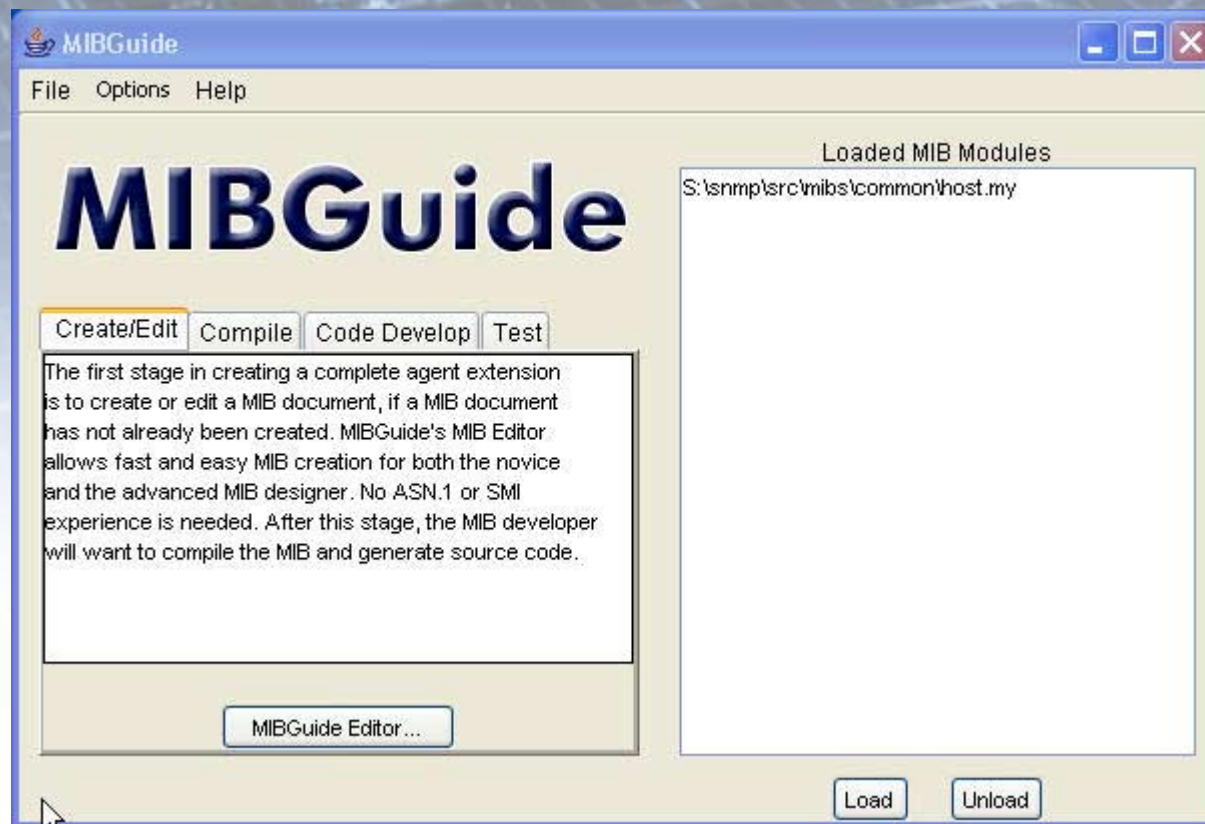 MIBGuide
File Options Help
MIBGuide
Create/Edit Compile Code Develop Test
The first stage in creating a complete agent extension
is to create or edit a MIB document, if a MIB document
has not already been created. MIBGuide's MIB Editor
allows fast and easy MIB creation for both the novice
and the advanced MIB designer. No ASN.1 or SMI
experience is needed. After this stage, the MIB developer
will want to compile the MIB and generate source code.
MIBGuide Editor...
Loaded MIB Modules
S:\snmp\src\mibs\common\host.my
Load Unload